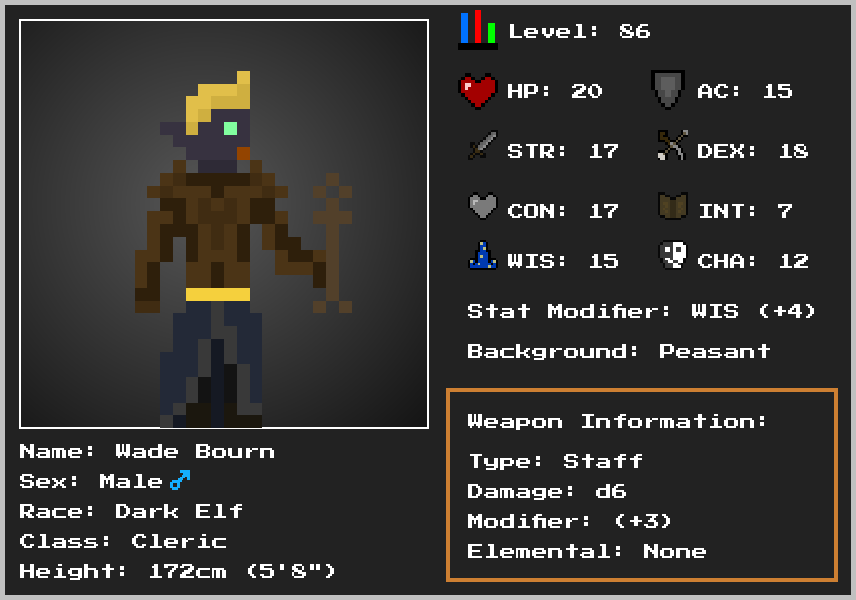 Level: 86
HP: 20 AC: 15
STR: 17 DEX: 18
CON: 17 INT: 7
WIS: 15 CHA: 12
Stat Modifier: WIS (+4)
Background: Peasant
Weapon Information:
Type: Staff
Damage: d6
Modifier: (+3)
Elemental: None
Name: Wade Bourn
Sex: Male ♂
Race: Dark Elf
Class: Cleric
Height: 172cm (5'8")